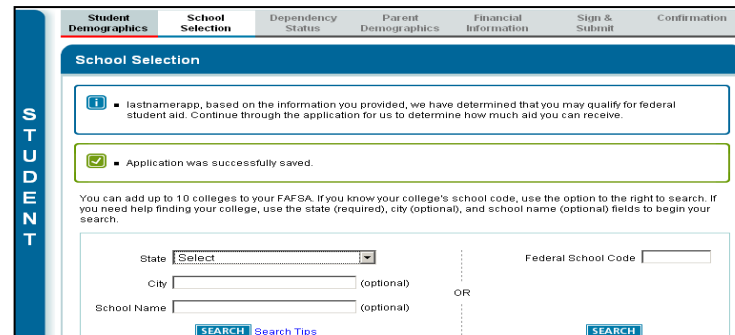 Student Demographics
School Selection
Dependency Status
Parent Demographics
Financial Information
Sign & Submit
Confirmation
School Selection
STUDENT
lastnamerapp, based on the information you provided, we have determined that you may qualify for federal
student aid. Continue through the application for us to determine how much aid you can receive.
Application was successfully saved.
You can add up to 10 colleges to your FAFSA. If you know your college's school code, use the option to the right to search. If
you need help finding your college, use the state (required), city (optional), and school name (optional) fields to begin your
search.
State Select
Federal School Code
City (optional)
OR
School Name (optional)
SEARCH Search Tips
SEARCH